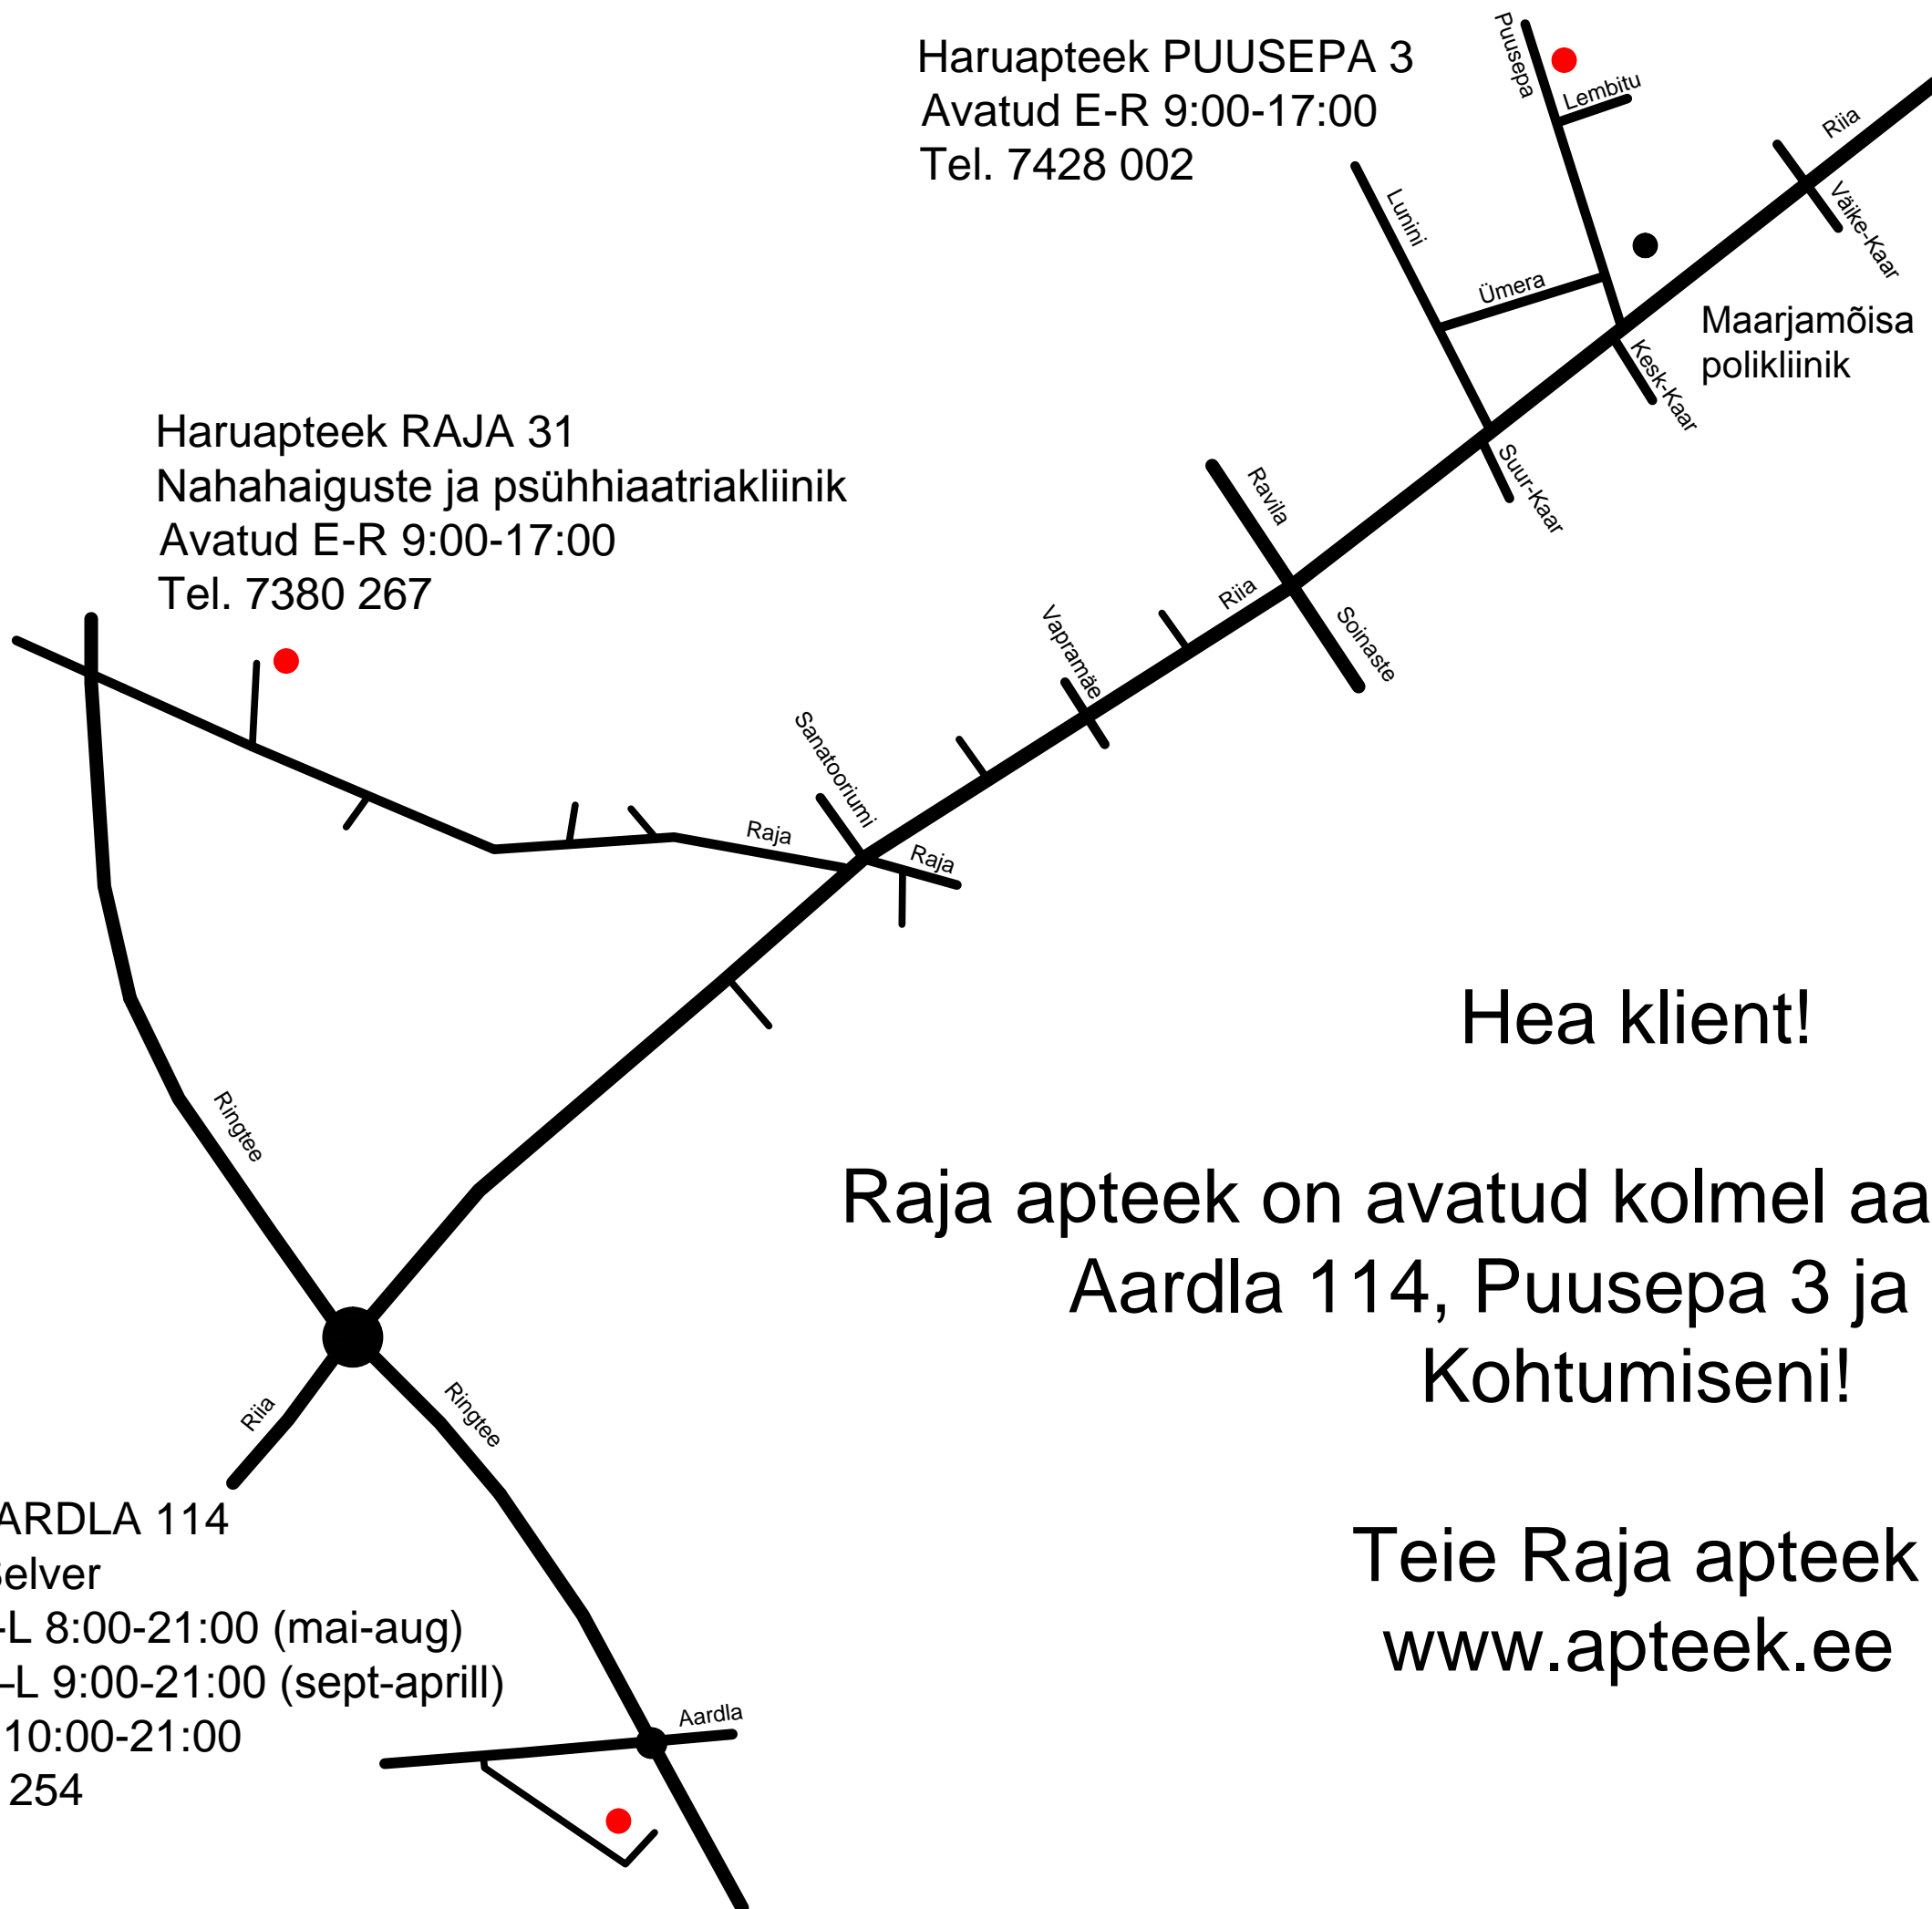 Haruapteek PUUSEPA 3
Avatud E-R 9:00-17:00
Tel. 7428 002
Puusepa
Lembitu
Riia
Väike-Kaar
Lunini
Ümera
Maarjamõisa
polikliinik
Kesk-Kaar
Suur-Kaar
Haruapteek RAJA 31
Nahahaiguste ja psühhiaatriakliinik
Avatud E-R 9:00-17:00
Tel. 7380 267
Ravila
Riia
Soinaste
Vapramäe
Sanatooriumi
Raja
Raja
Hea klient!
Ringtee
Raja apteek on avatud kolmel aa
Aardla 114, Puusepa 3 ja
Kohtumiseni!
Riia
Ringtee
ARDLA 114
Selver
-L 8:00-21:00 (mai-aug)
–L 9:00-21:00 (sept-aprill)
10:00-21:00
254
Teie Raja apteek
www.apteek.ee
Aardla